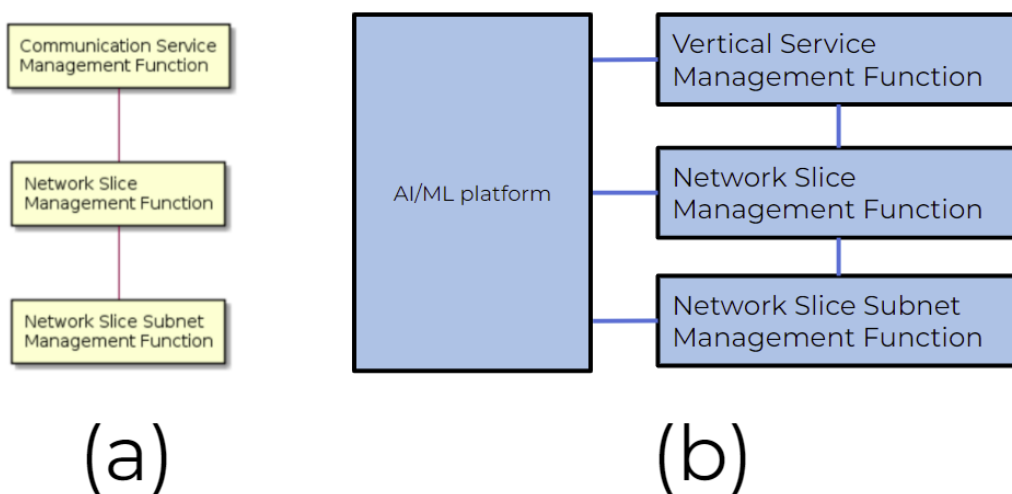 Communication Service
Management Function
Network Slice
Management Function
Network Slice Subnet
Management Function
(a)
AI/ML platform
Vertical Service
Management Function
Network Slice
Management Function
Network Slice Subnet
Management Function
(b)